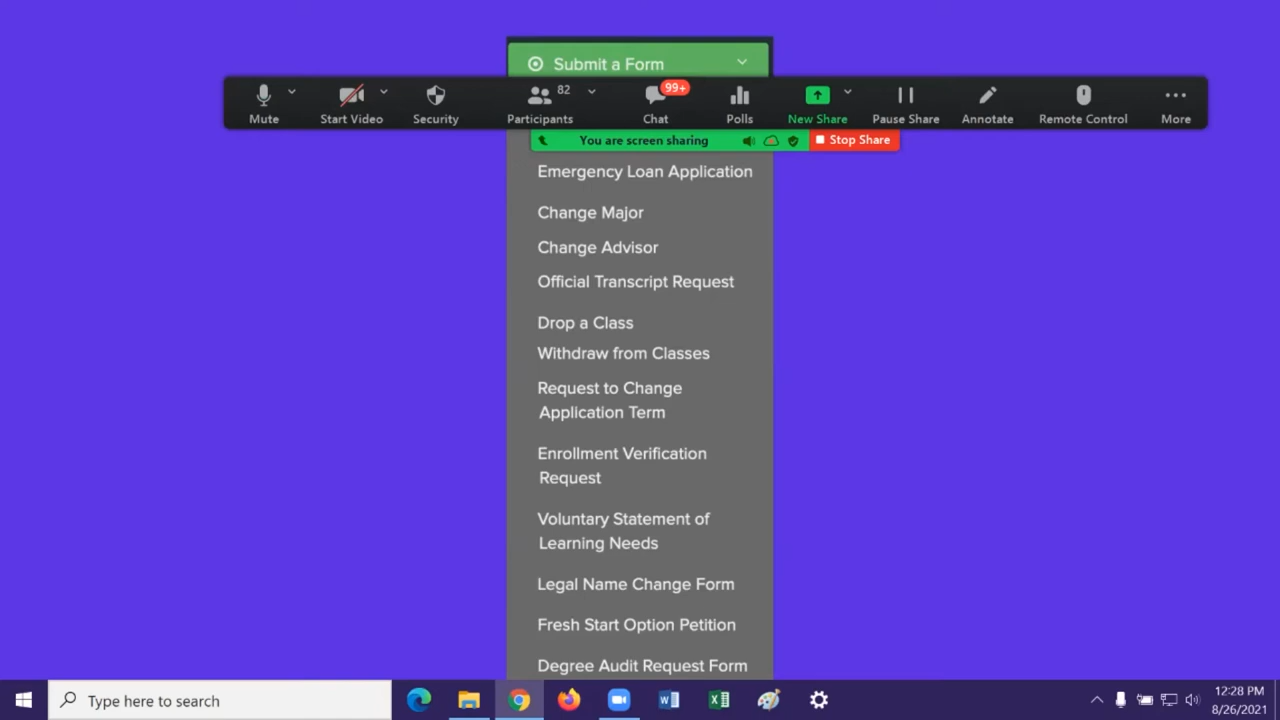 Submit a Form
82
99+
Mute
Start Video
Security
Participants
Chat
Polls
New Share
Pause Share
Annotate
Remote Control
More
You are screen sharing
Stop Share
Emergency Loan Application
Change Major
Change Advisor
Official Transcript Request
Drop a Class
Withdraw from Classes
Request to Change
Application Term
Enrollment Verification
Request
Voluntary Statement of
Learning Needs
Legal Name Change Form
Fresh Start Option Petition
Degree Audit Request Form
Type here to search
12:28 PM
8/26/2021